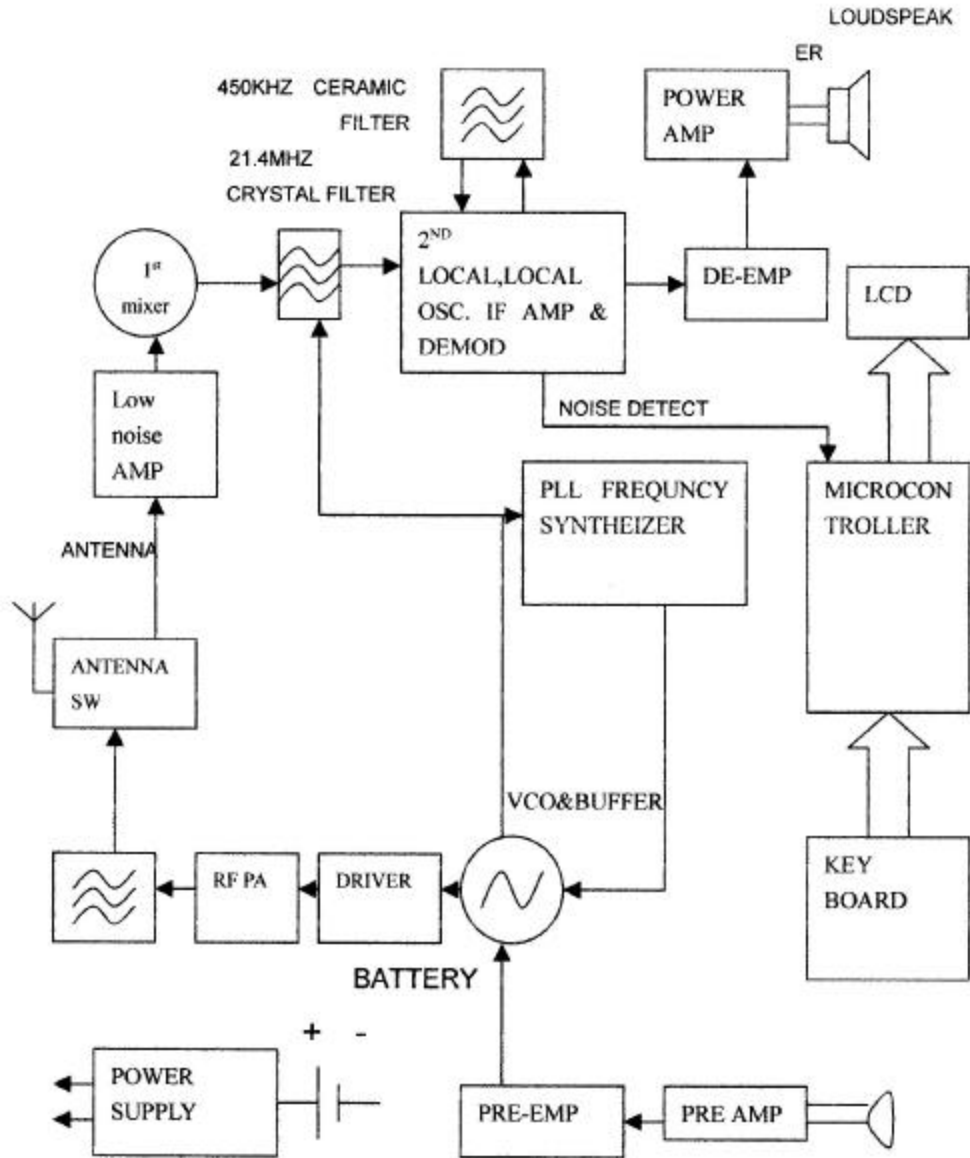 LOUDSPEAK
ER
450KHZ CERAMIC
FILTER
POWER
AMP
21.4MHZ
CRYSTAL FILTER
1st
mixer
2ND
LOCAL,LOCAL
OSC. IF AMP &
DEMOD
DE-EMP
LCD
Low
noise
AMP
NOISE DETECT
PLL FREQUNCY
SYNTHEIZER
MICROCON
TROLLER
ANTENNA
ANTENNA
SW
VCO&BUFFER
RF PA
DRIVER
KEY
BOARD
BATTERY
+ -
POWER
SUPPLY
PRE-EMP
PRE AMP